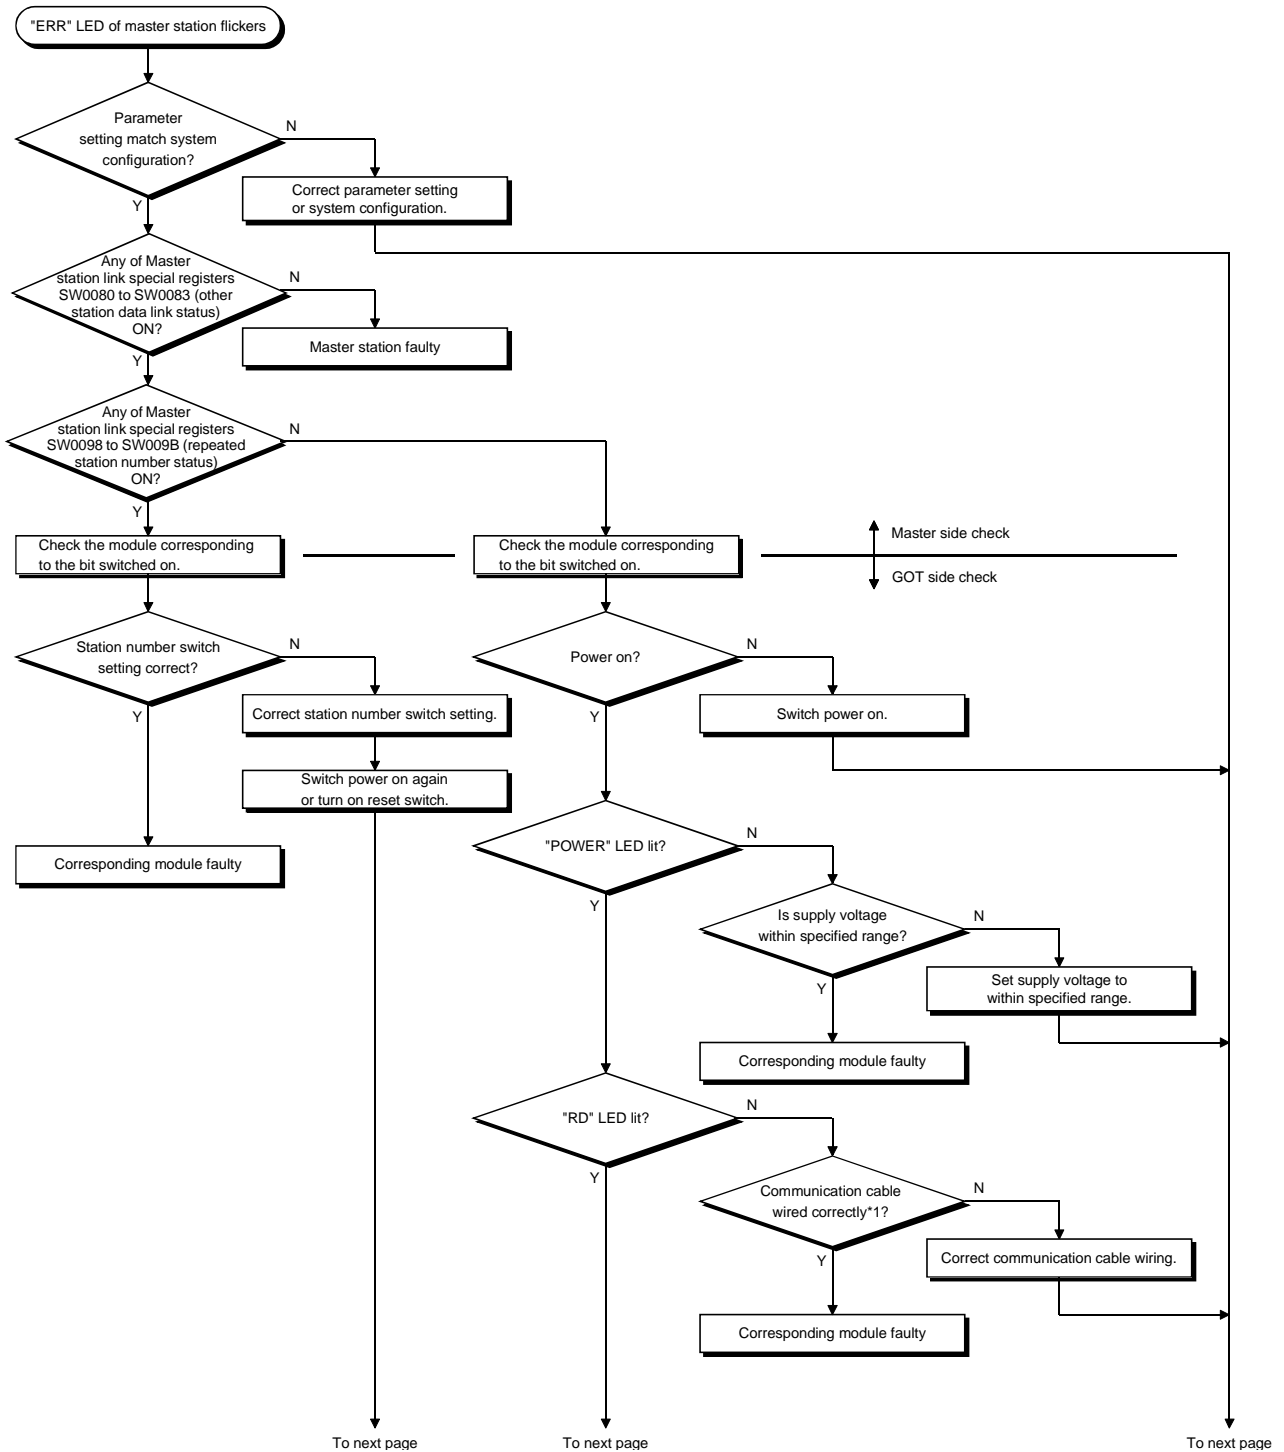 "ERR" LED of master station flickers
Parameter
setting match system
configuration?
N
Y
Correct parameter setting
or system configuration.
Any of Master
station link special registers
SW0080 to SW0083 (other
station data link status)
ON?
N
Y
Master station faulty
Any of Master
station link special registers
SW0098 to SW009B (repeated
station number status)
ON?
N
Y
Check the module corresponding
to the bit switched on.
Check the module corresponding
to the bit switched on.
Master side check
GOT side check
Station number switch
setting correct?
N
Y
Correct station number switch setting.
Switch power on again
or turn on reset switch.
Corresponding module faulty
Power on?
N
Y
Switch power on.
"POWER" LED lit?
N
Y
Is supply voltage
within specified range?
N
Y
Set supply voltage to
within specified range.
Corresponding module faulty
"RD" LED lit?
N
Y
Communication cable
wired correctly*1?
N
Y
Correct communication cable wiring.
Corresponding module faulty
To next page
To next page
To next page